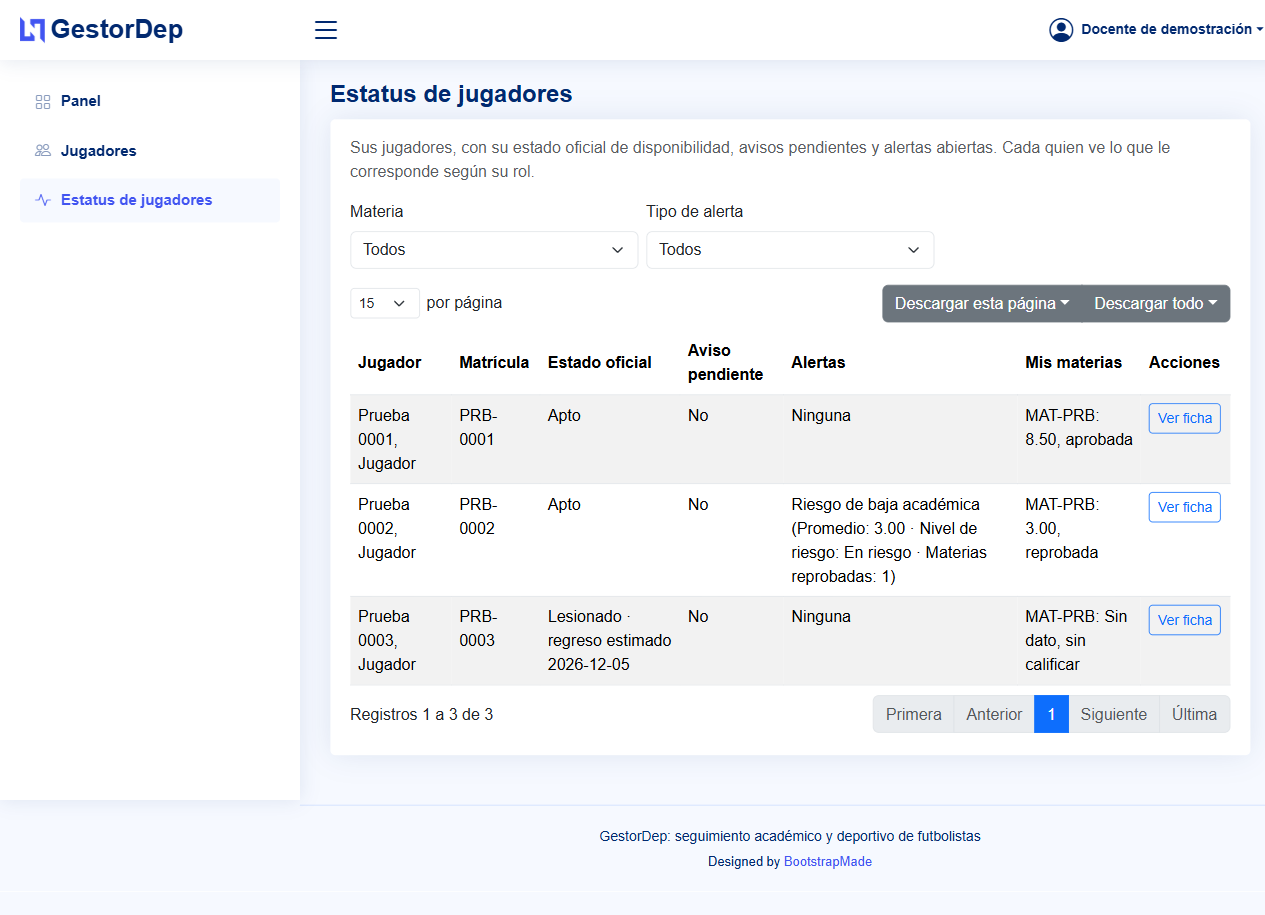 GestorDep
Docente de demostración
Panel
Jugadores
Estatus de jugadores
Estatus de jugadores
Sus jugadores, con su estado oficial de disponibilidad, avisos pendientes y alertas abiertas. Cada quien ve lo que le
corresponde según su rol.
Materia
Tipo de alerta
Todos
Todos
15
por página
Descargar esta página
Descargar todo
Jugador
Matrícula
Estado oficial
Aviso
pendiente
Alertas
Mis materias
Acciones
Prueba
0001,
Jugador
PRB-
0001
Apto
No
Ninguna
MAT-PRB:
8.50, aprobada
Ver ficha
Prueba
0002,
Jugador
PRB-
0002
Apto
No
Riesgo de baja académica
(Promedio: 3.00 · Nivel de
riesgo: En riesgo · Materias
reprobadas: 1)
MAT-PRB:
3.00,
reprobada
Ver ficha
Prueba
0003,
Jugador
PRB-
0003
Lesionado ·
regreso estimado
2026-12-05
No
Ninguna
MAT-PRB: Sin
dato, sin
calificar
Ver ficha
Registros 1 a 3 de 3
Primera
Anterior
1
Siguiente
Última
GestorDep: seguimiento académico y deportivo de futbolistas
Designed by BootstrapMade